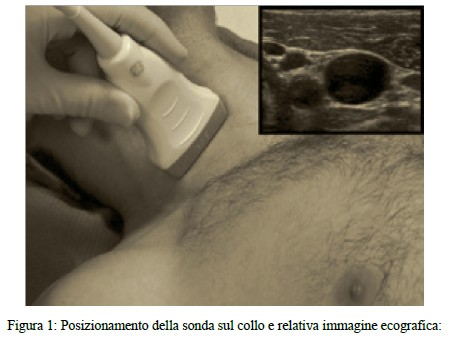 Figura 1: Posizionamento della sonda sul collo e relativa immagine ecografica: